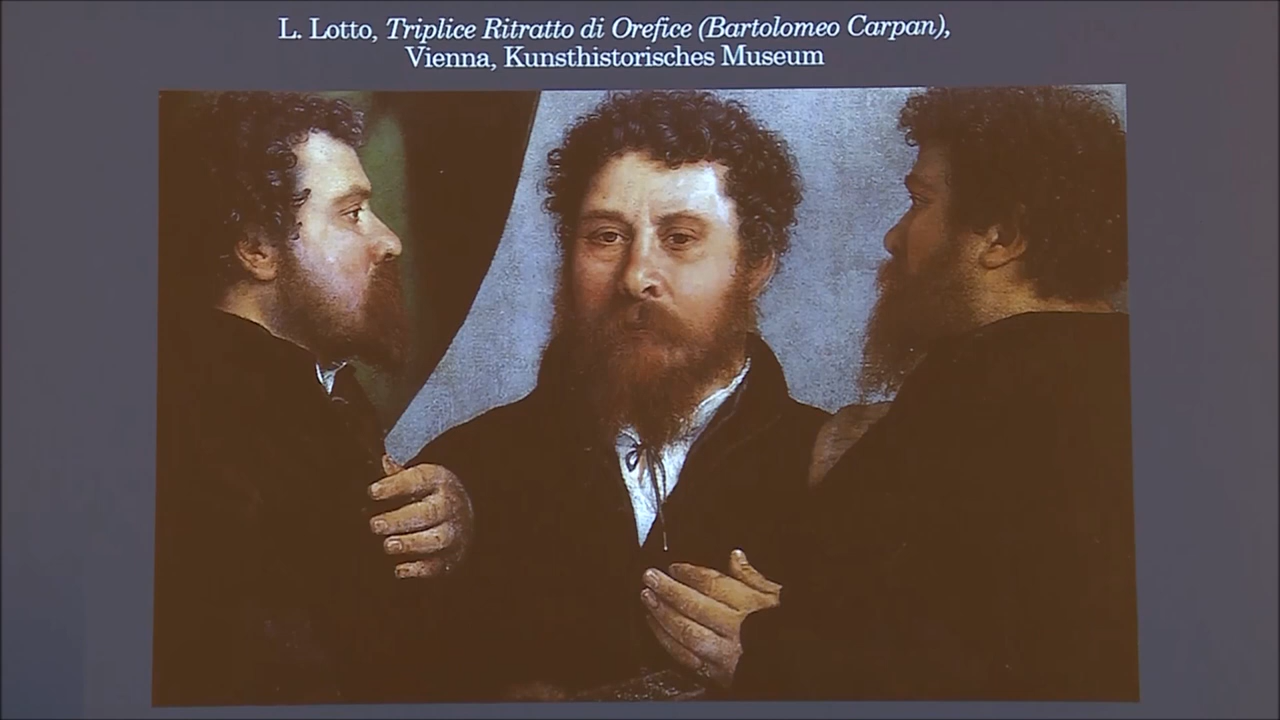 L. Lotto, Triplice Ritratto di Orefice (Bartolomeo Carpan),
Vienna, Kunsthistorisches Museum